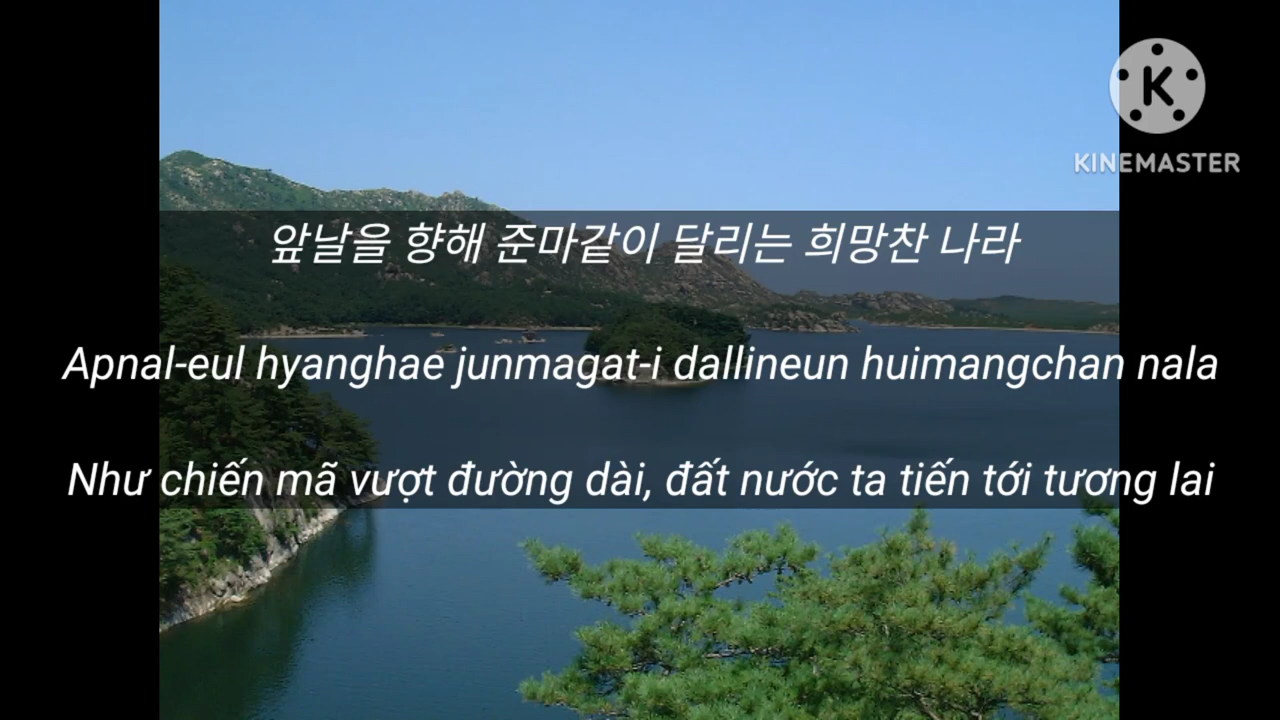 KINEMASTER
앞날을 향해 준마같이 달리는 희망찬 나라
Apnal-eul hyanghae junmagat-i dallineun huimangchan nala
Như chiến mã vượt đường dài, đất nước ta tiến tới tương lai